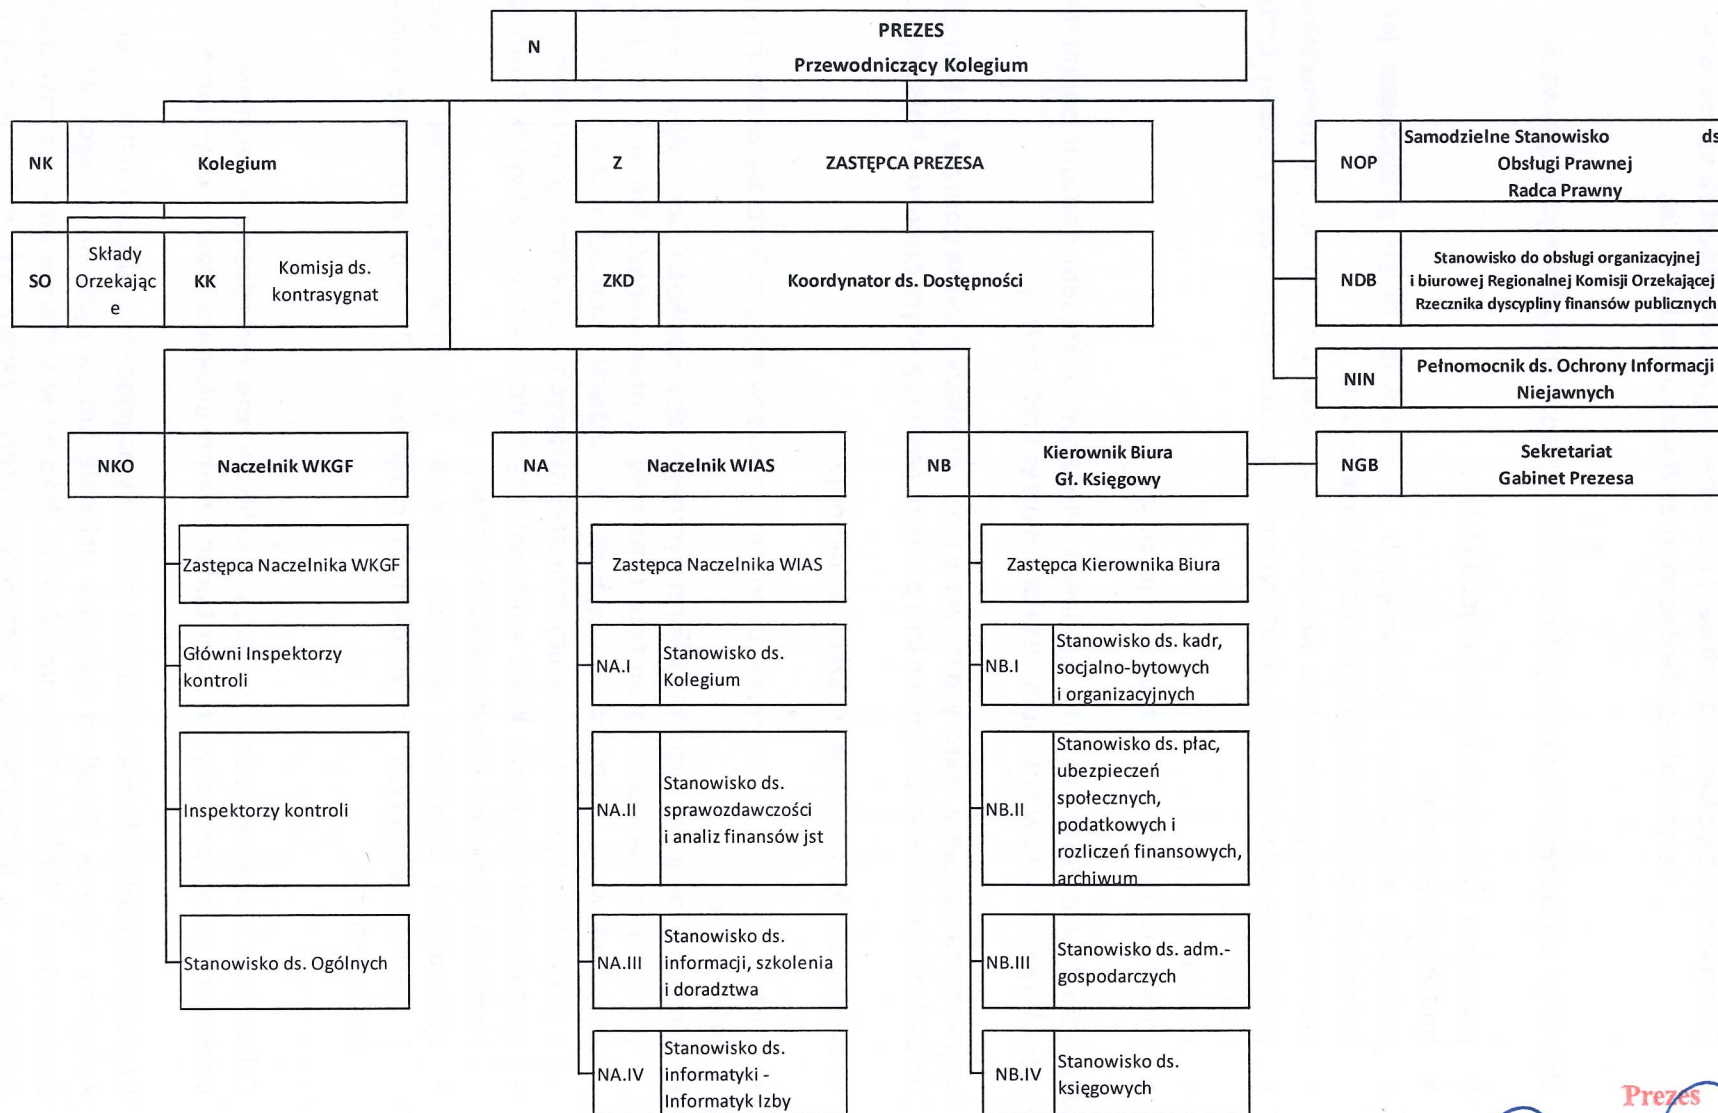 N
PREZES
Przewodniczący Kolegium
NK
Kolegium
Z
ZASTĘPCA PREZESA
NOP
Samodzielne Stanowisko ds
Obsługi Prawnej
Radca Prawny
SO
Składy
Orzekając
e
KK
Komisja ds.
kontrasygnat
ZKD
Koordynator ds. Dostępności
NDB
Stanowisko do obsługi organizacyjnej
i biurowej Regionalnej Komisji Orzekającej
Rzecznika dyscypliny finansów publicznych
NIN
Pełnomocnik ds. Ochrony Informacji
Niejawnych
NKO
Naczelnik WKGF
NA
Naczelnik WIAS
NB
Kierownik Biura
Gł. Księgowy
NGB
Sekretariat
Gabinet Prezesa
Zastępca Naczelnika WKGF
Zastępca Naczelnika WIAS
Zastępca Kierownika Biura
Główni Inspektorzy
kontroli
NA.I
Stanowisko ds.
Kolegium
NB.I
Stanowisko ds. kadr,
socjalno-bytowych
i organizacyjnych
Inspektorzy kontroli
NA.II
Stanowisko ds.
sprawozdawczości
i analiz finansów jst
NB.II
Stanowisko ds. płac,
ubezpieczeń
społecznych,
podatkowych i
rozliczeń finansowych,
archiwum
Stanowisko ds. Ogólnych
NA.III
Stanowisko ds.
informacji, szkolenia
i doradztwa
NB.III
Stanowisko ds. adm.-
gospodarczych
NA.IV
Stanowisko ds.
informatyki -
Informatyk Izby
NB.IV
Stanowisko ds.
księgowych
Prezes